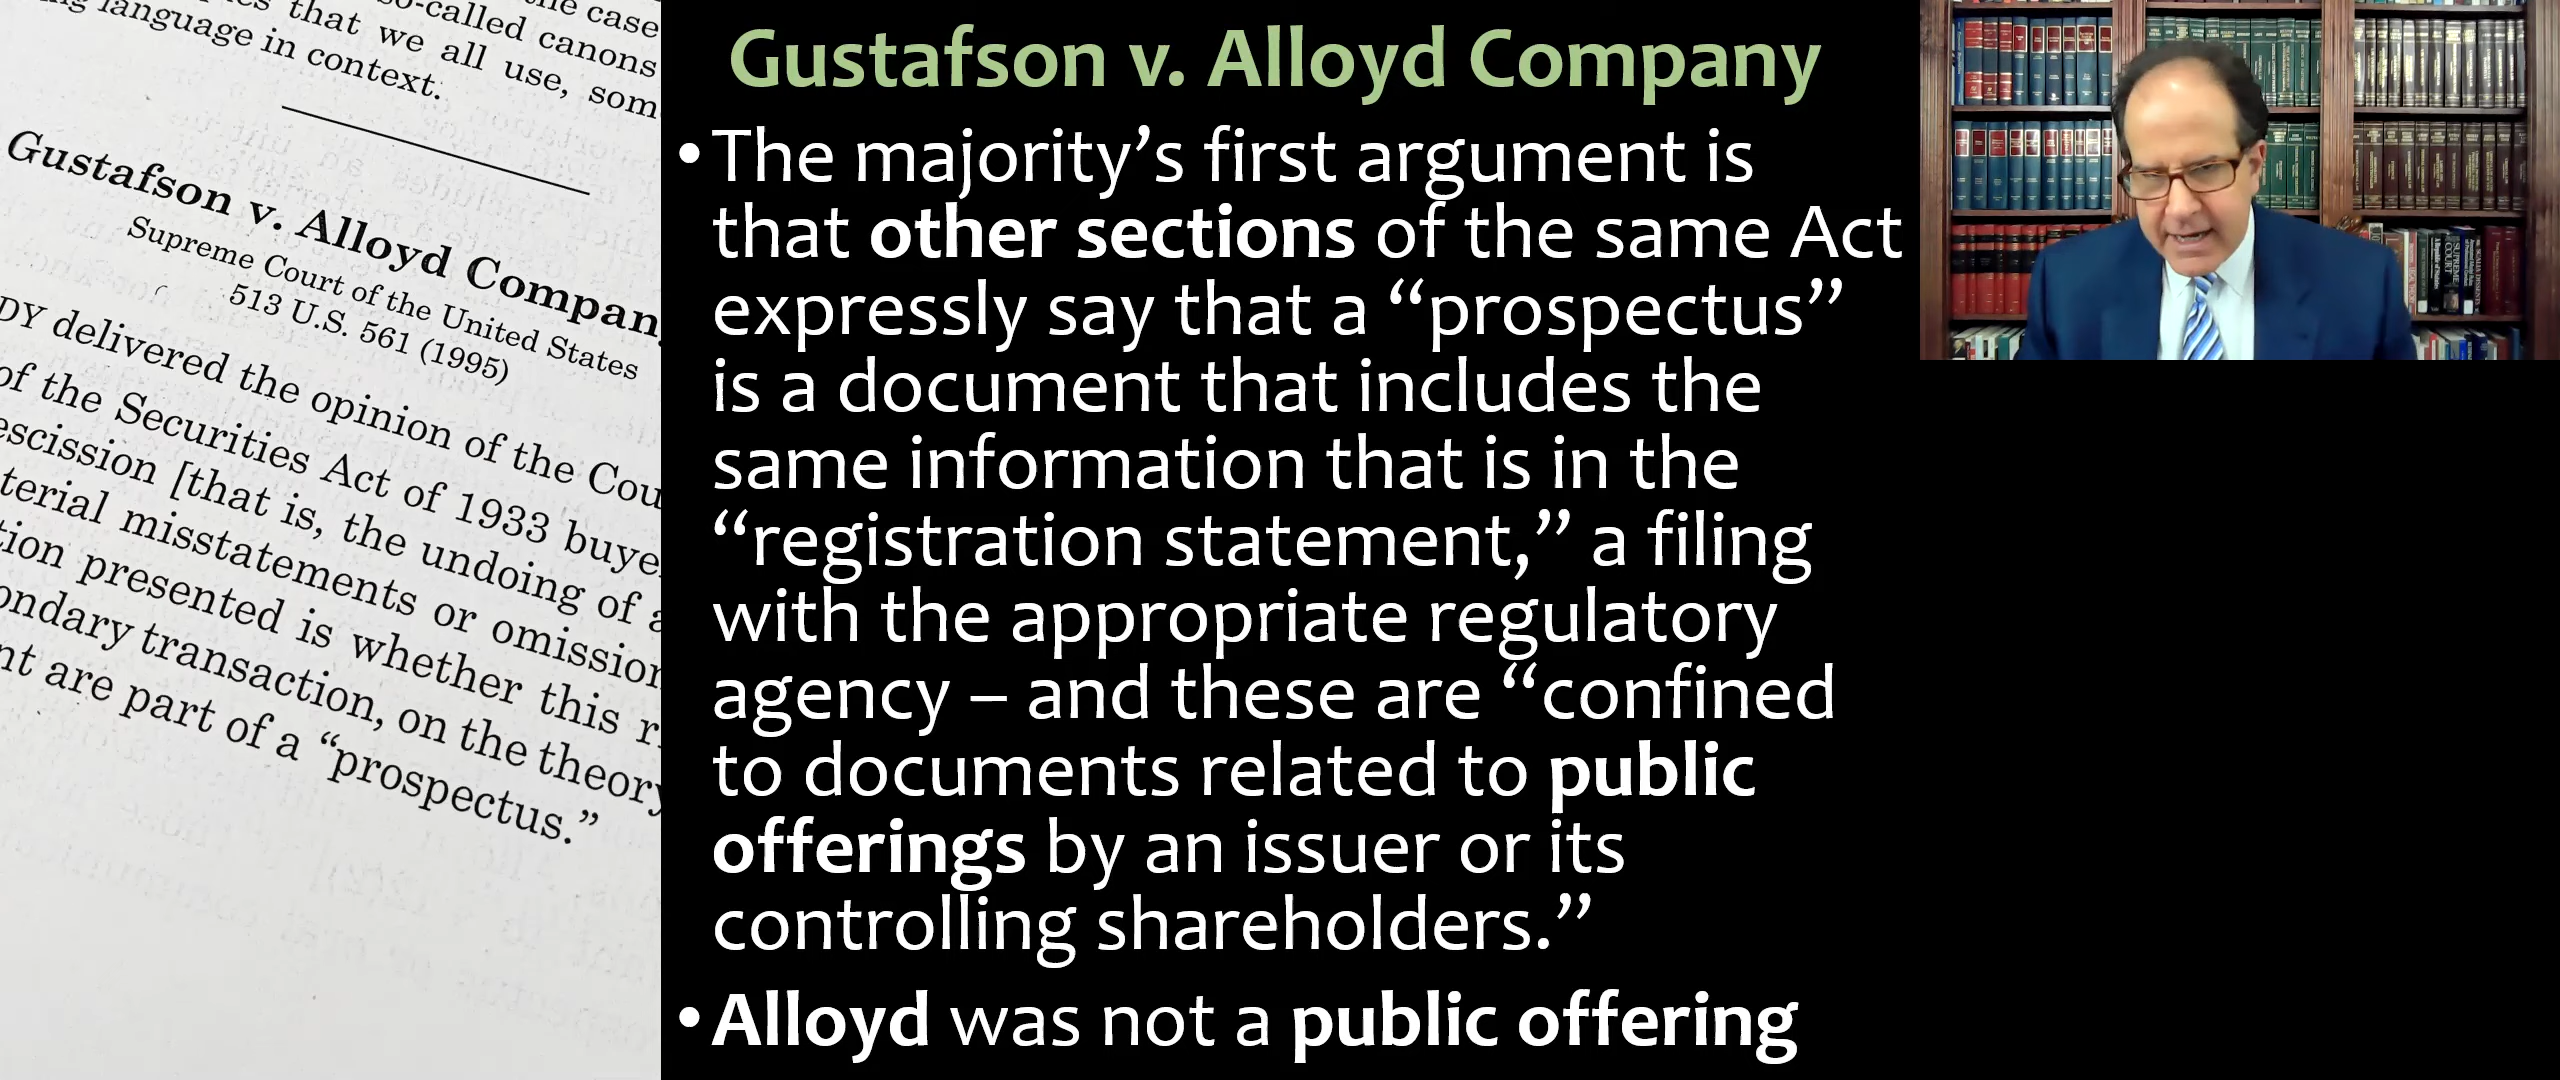 the case
that we all use, som
so-called canons
language in context.
Gustafson v. Alloyd Compan
Supreme Court of the United States
513 U.S. 561 (1995)
DY delivered the opinion of the Cou
of the Securities Act of 1933 buye
escission [that is, the undoing of a
terial misstatements or omission
tion presented is whether this r
ondary transaction, on the theory
nt are part of a “prospectus.”
Gustafson v. Alloyd Company
• The majority’s first argument is
that other sections of the same Act
expressly say that a “prospectus”
is a document that includes the
same information that is in the
“registration statement,” a filing
with the appropriate regulatory
agency – and these are “confined
to documents related to public
offerings by an issuer or its
controlling shareholders.”
• Alloyd was not a public offering
SUPREME
COURT